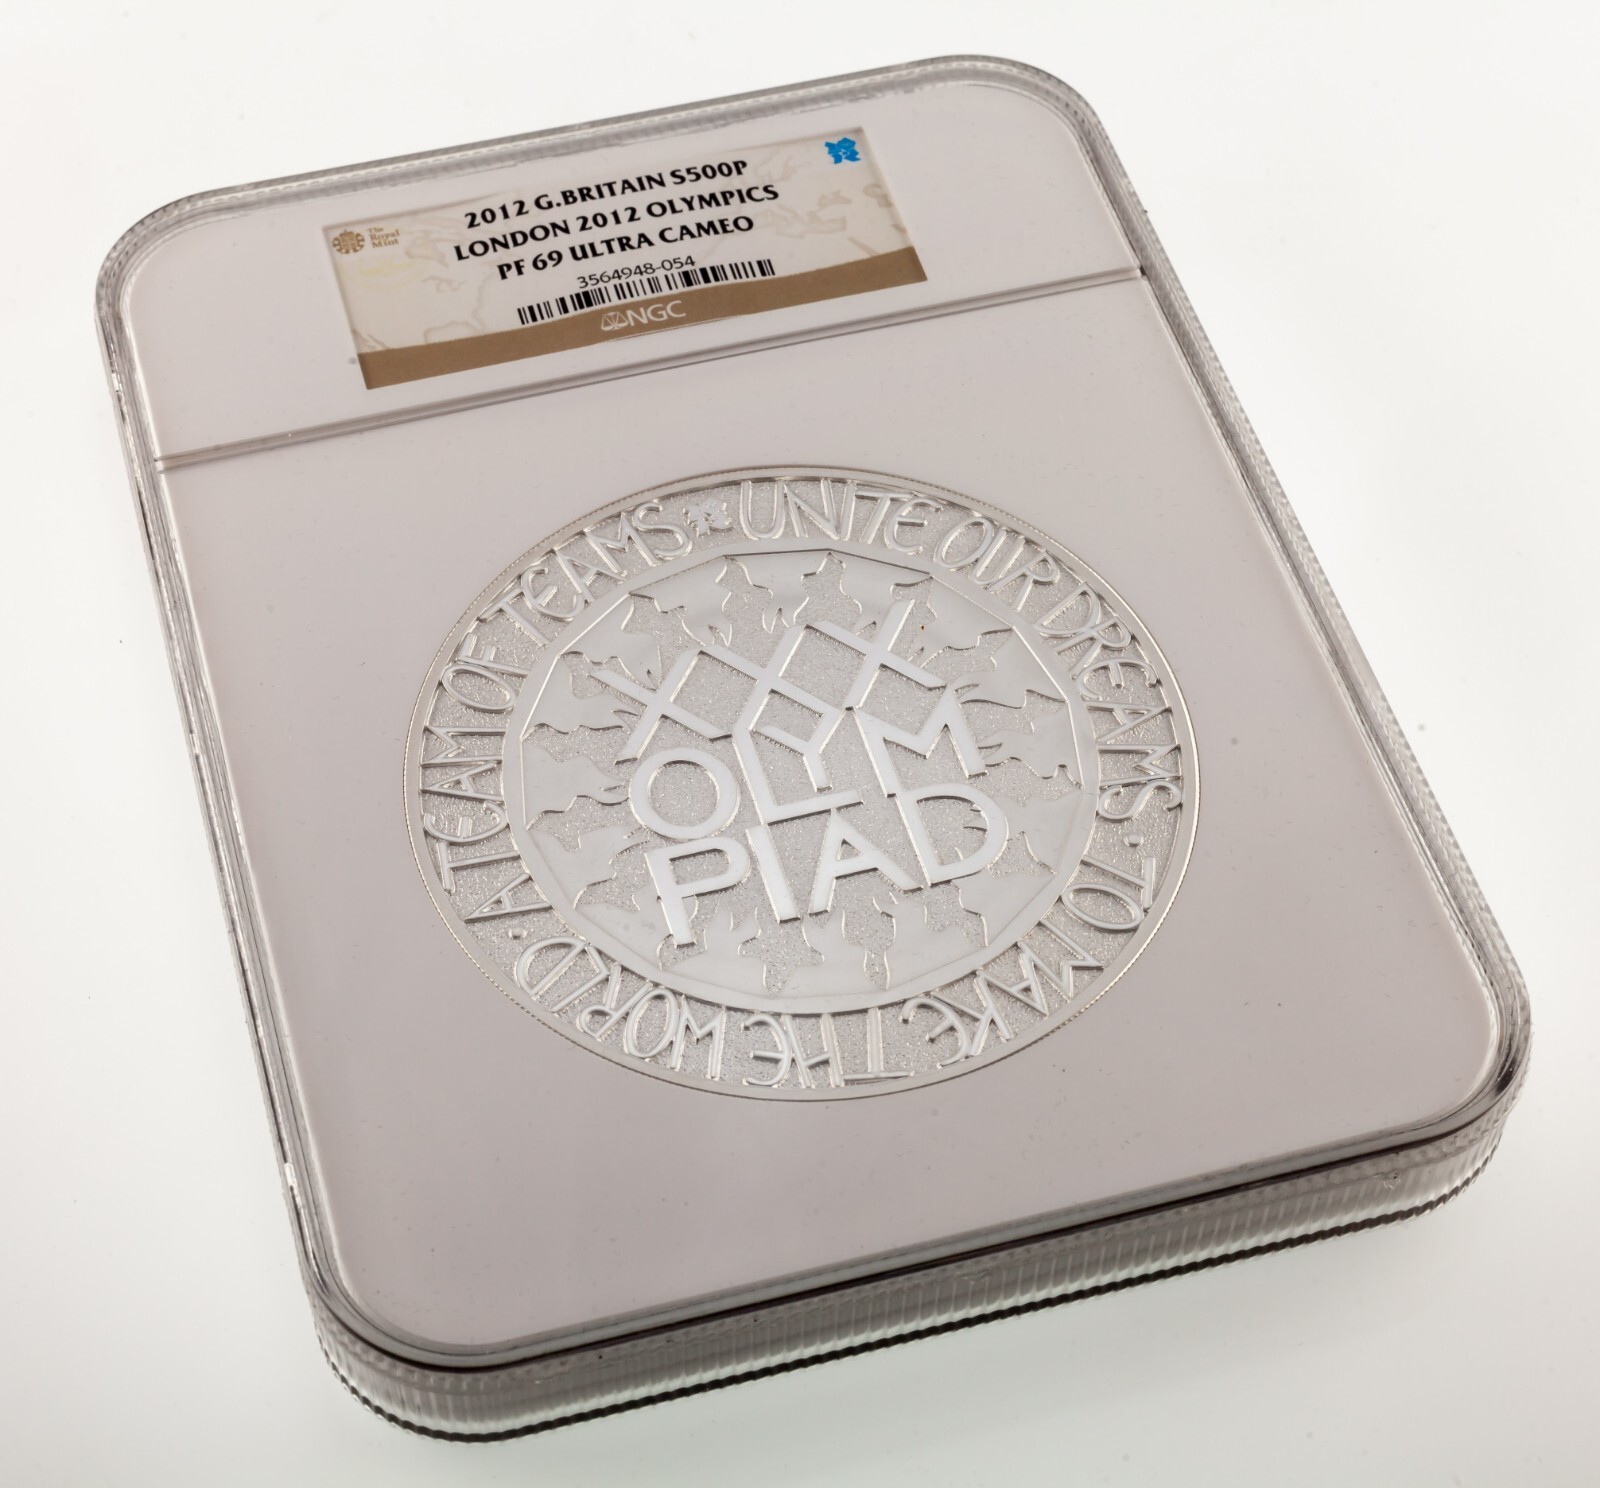 The
Royal
Mint
2012 G.BRITAIN S500P
LONDON 2012 OLYMPICS
PF 69 ULTRA CAMEO
3564948-054
NGC
UNITE OUR DREAMS · TO MAKE THE WORLD · A TEAM OF TEAMS
XXX
OLYM
PIAD